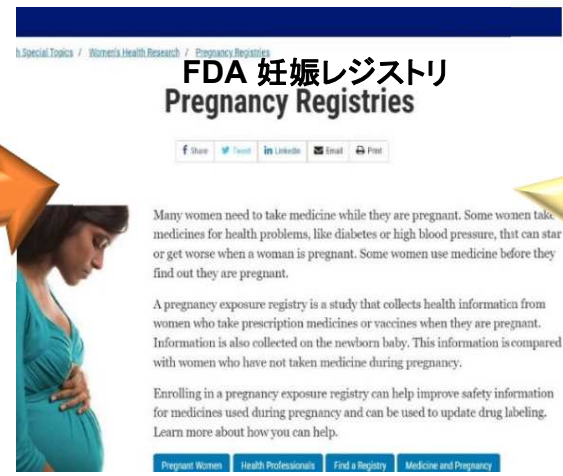 h Special Topics / Women's Health Research / Pregnancy Registries
FDA 妊娠レジストリ
Pregnancy Registries
Share Tweet Linkedin Email Print
Many women need to take medicine while they are pregnant. Some women take
medicines for health problems, like diabetes or high blood pressure, that can star
or get worse when a woman is pregnant. Some women use medicine before they
find out they are pregnant.
A pregnancy exposure registry is a study that collects health information from
women who take prescription medicines or vaccines when they are pregnant.
Information is also collected on the newborn baby. This information is compared
with women who have not taken medicine during pregnancy.
Enrolling in a pregnancy exposure registry can help improve safety information
for medicines used during pregnancy and can be used to update drug labeling.
Learn more about how you can help.
Pregnant Women Health Professionals Find a Registry Medicine and Pregnancy